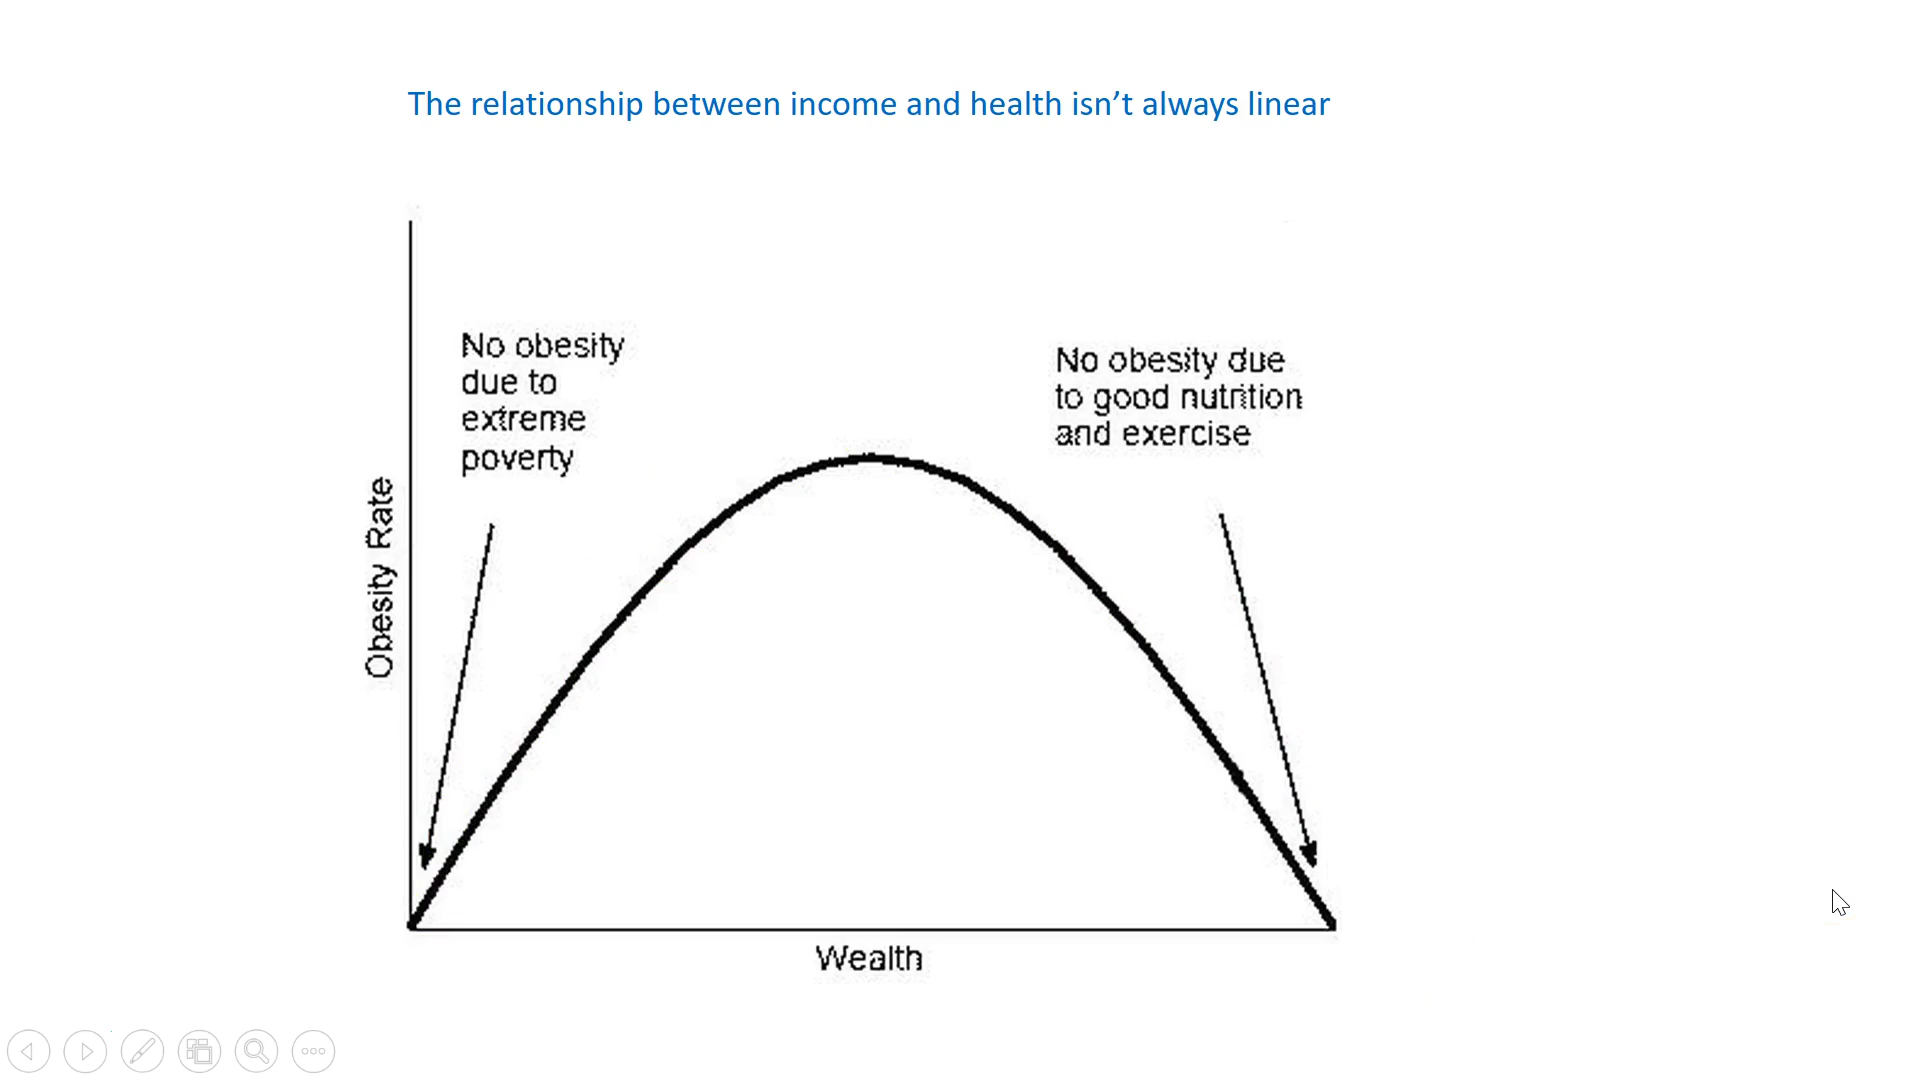 The relationship between income and health isn’t always linear
No obesity
due to
extreme
poverty
No obesity due
to good nutrition
and exercise
Obesity Rate
Wealth